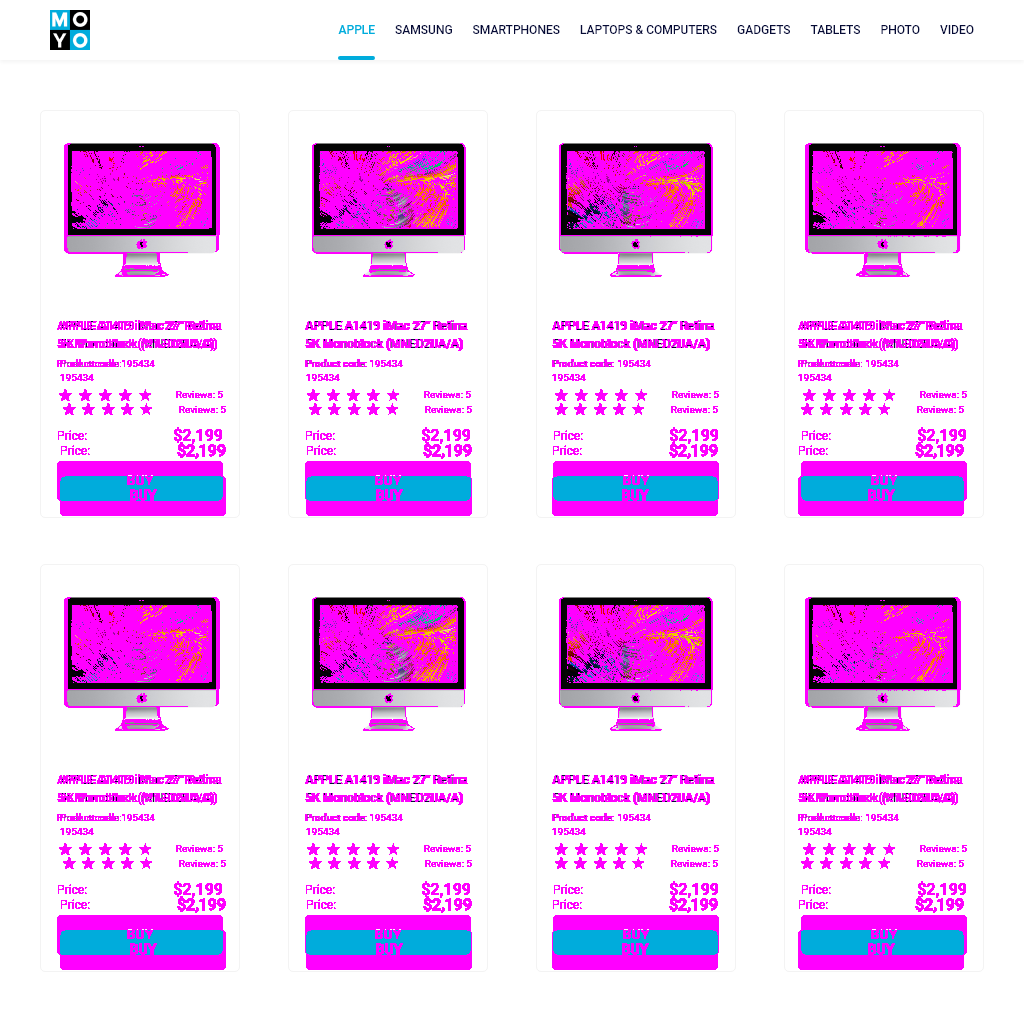 MO
YO
APPLE SAMSUNG SMARTPHONES LAPTOPS & COMPUTERS GADGETS TABLETS PHOTO VIDEO
APPLE A1419 iMac 27″ Retina
5K Monoblock (MNED2UA/A)
Product code: 195434
195434
Reviews: 5
Reviews: 5
Price: $2,199
Price: $2,199
BUY
BUY
APPLE A1419 iMac 27″ Retina
5K Monoblock (MNED2UA/A)
Product code: 195434
195434
Reviews: 5
Reviews: 5
Price: $2,199
Price: $2,199
BUY
BUY
APPLE A1419 iMac 27″ Retina
5K Monoblock (MNED2UA/A)
Product code: 195434
195434
Reviews: 5
Reviews: 5
Price: $2,199
Price: $2,199
BUY
BUY
APPLE A1419 iMac 27″ Retina
5K Monoblock (MNED2UA/A)
Product code: 195434
195434
Reviews: 5
Reviews: 5
Price: $2,199
Price: $2,199
BUY
BUY
APPLE A1419 iMac 27″ Retina
5K Monoblock (MNED2UA/A)
Product code: 195434
195434
Reviews: 5
Reviews: 5
Price: $2,199
Price: $2,199
BUY
BUY
APPLE A1419 iMac 27″ Retina
5K Monoblock (MNED2UA/A)
Product code: 195434
195434
Reviews: 5
Reviews: 5
Price: $2,199
Price: $2,199
BUY
BUY
APPLE A1419 iMac 27″ Retina
5K Monoblock (MNED2UA/A)
Product code: 195434
195434
Reviews: 5
Reviews: 5
Price: $2,199
Price: $2,199
BUY
BUY
APPLE A1419 iMac 27″ Retina
5K Monoblock (MNED2UA/A)
Product code: 195434
195434
Reviews: 5
Reviews: 5
Price: $2,199
Price: $2,199
BUY
BUY